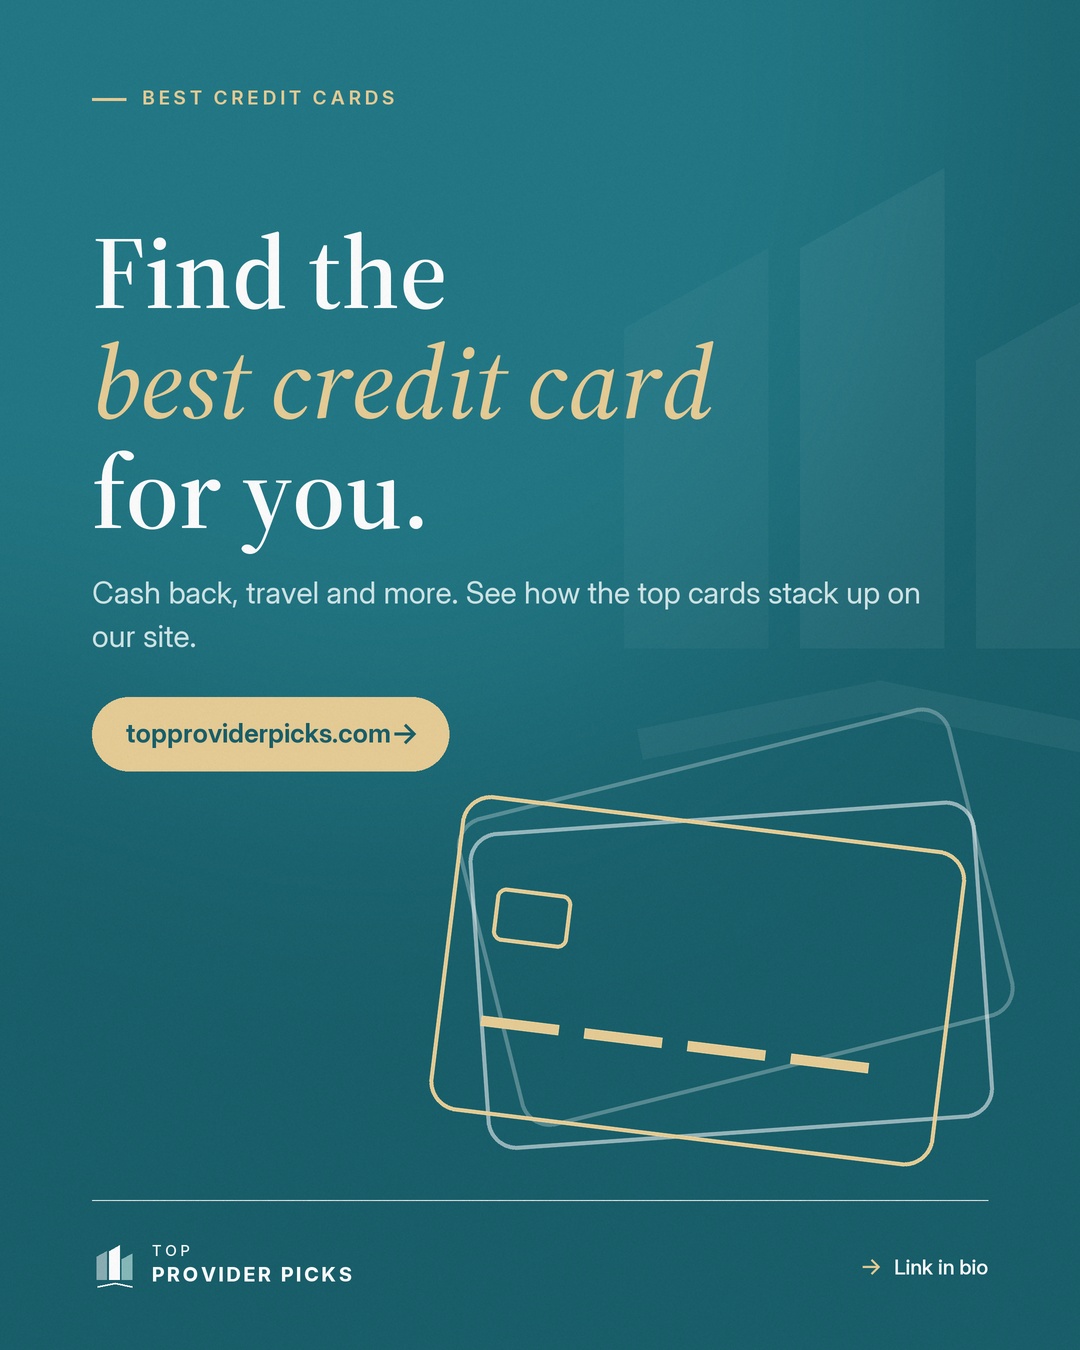 BEST CREDIT CARDS
Find the
best credit card
for you.
Cash back, travel and more. See how the top cards stack up on
our site.
topproviderpicks.com→
TOP
PROVIDER PICKS
→ Link in bio